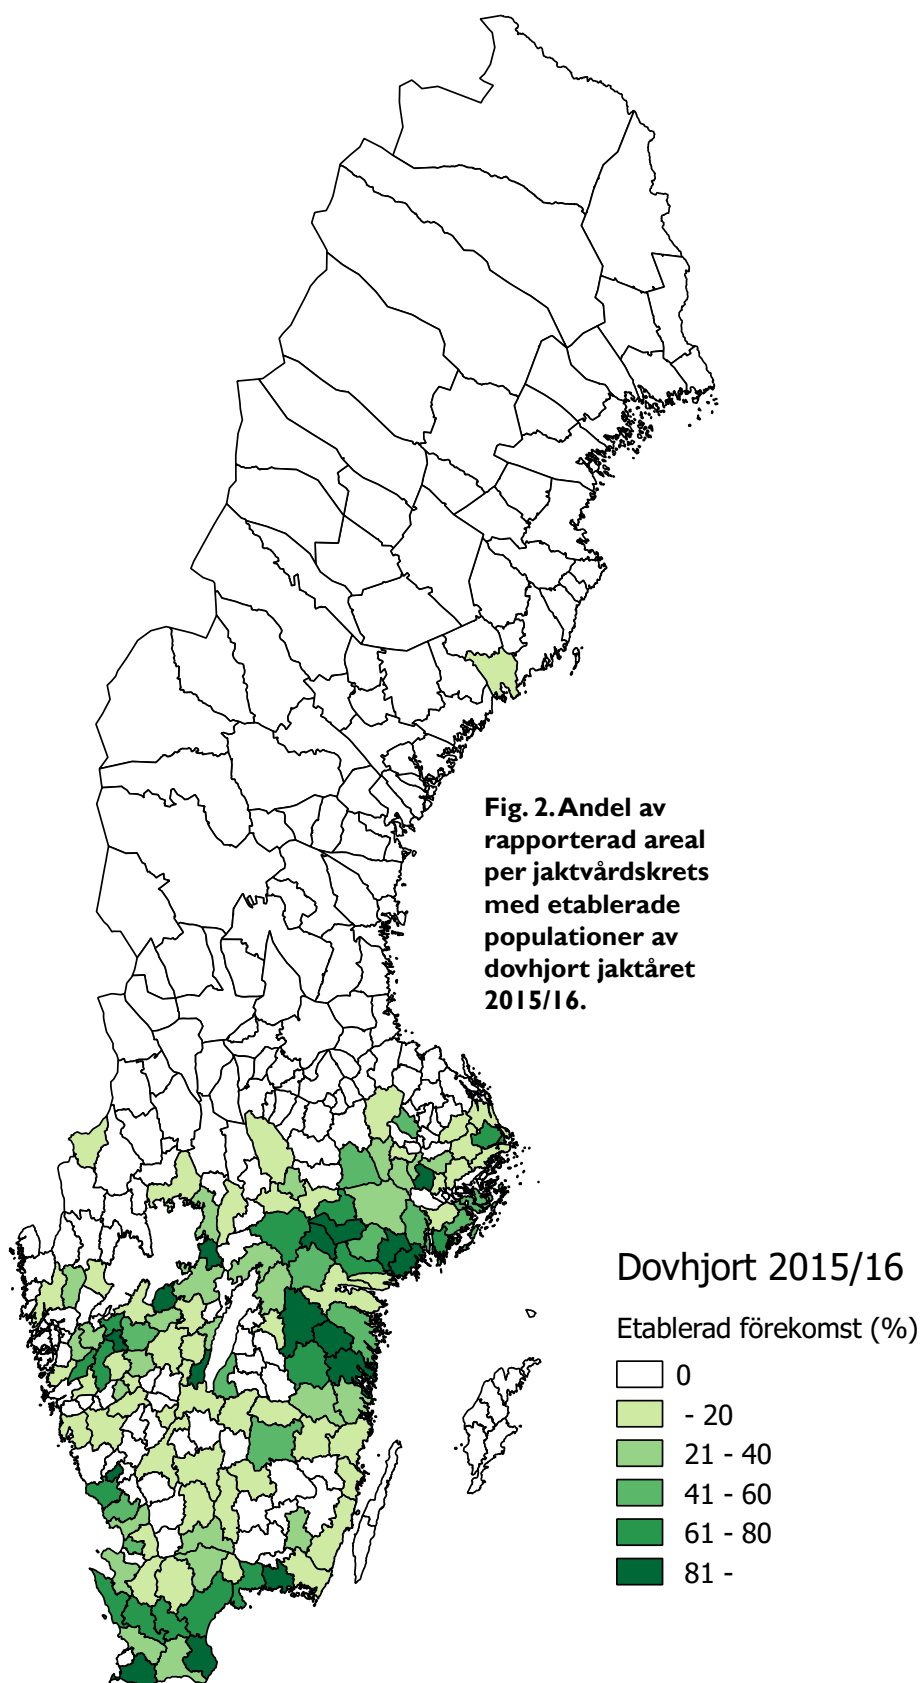 Fig. 2. Andel av
rapporterad areal
per jaktvårdskrets
med etablerade
populationer av
dovhjort jaktåret
2015/16.
Dovhjort 2015/16
Etablerad förekomst (%)
0
- 20
21 - 40
41 - 60
61 - 80
81 -